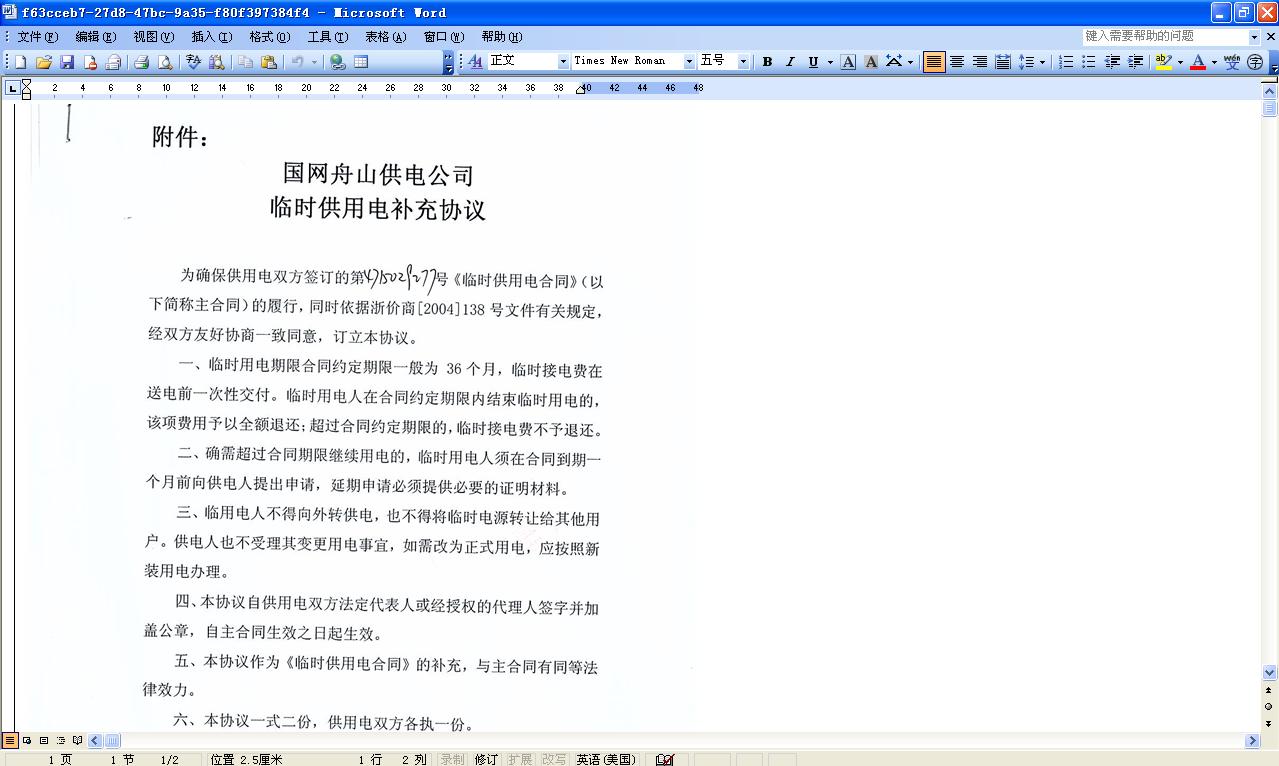 f63cceb7-27d8-47bc-9a35-f80f397384f4 - Microsoft Word
文件(F) 编辑(E) 视图(V) 插入(I) 格式(O) 工具(T) 表格(A) 窗口(W) 帮助(H) 键入需要帮助的问题
正文 Times New Roman 五号 B I U A A
2 4 6 8 10 12 14 16 18 20 22 24 26 28 30 32 34 36 38 40 42 44 46 48
附件：
国网舟山供电公司
临时供用电补充协议
为确保供用电双方签订的第 号《临时供用电合同》（以
下简称主合同）的履行，同时依据浙价商[2004]138 号文件有关规定，
经双方友好协商一致同意，订立本协议。
一、临时用电期限合同约定期限一般为 36 个月，临时接电费在
送电前一次性交付。临时用电人在合同约定期限内结束临时用电的，
该项费用予以全额退还；超过合同约定期限的，临时接电费不予退还。
二、确需超过合同期限继续用电的，临时用电人须在合同到期一
个月前向供电人提出申请，延期申请必须提供必要的证明材料。
三、临用电人不得向外转供电，也不得将临时电源转让给其他用
户。供电人也不受理其变更用电事宜，如需改为正式用电，应按照新
装用电办理。
四、本协议自供用电双方法定代表人或经授权的代理人签字并加
盖公章，自主合同生效之日起生效。
五、本协议作为《临时供用电合同》的补充，与主合同有同等法
律效力。
六、本协议一式二份，供用电双方各执一份。
1 页 1 节 1/2 位置 2.5厘米 1 行 2 列 录制 修订 扩展 改写 英语(美国)